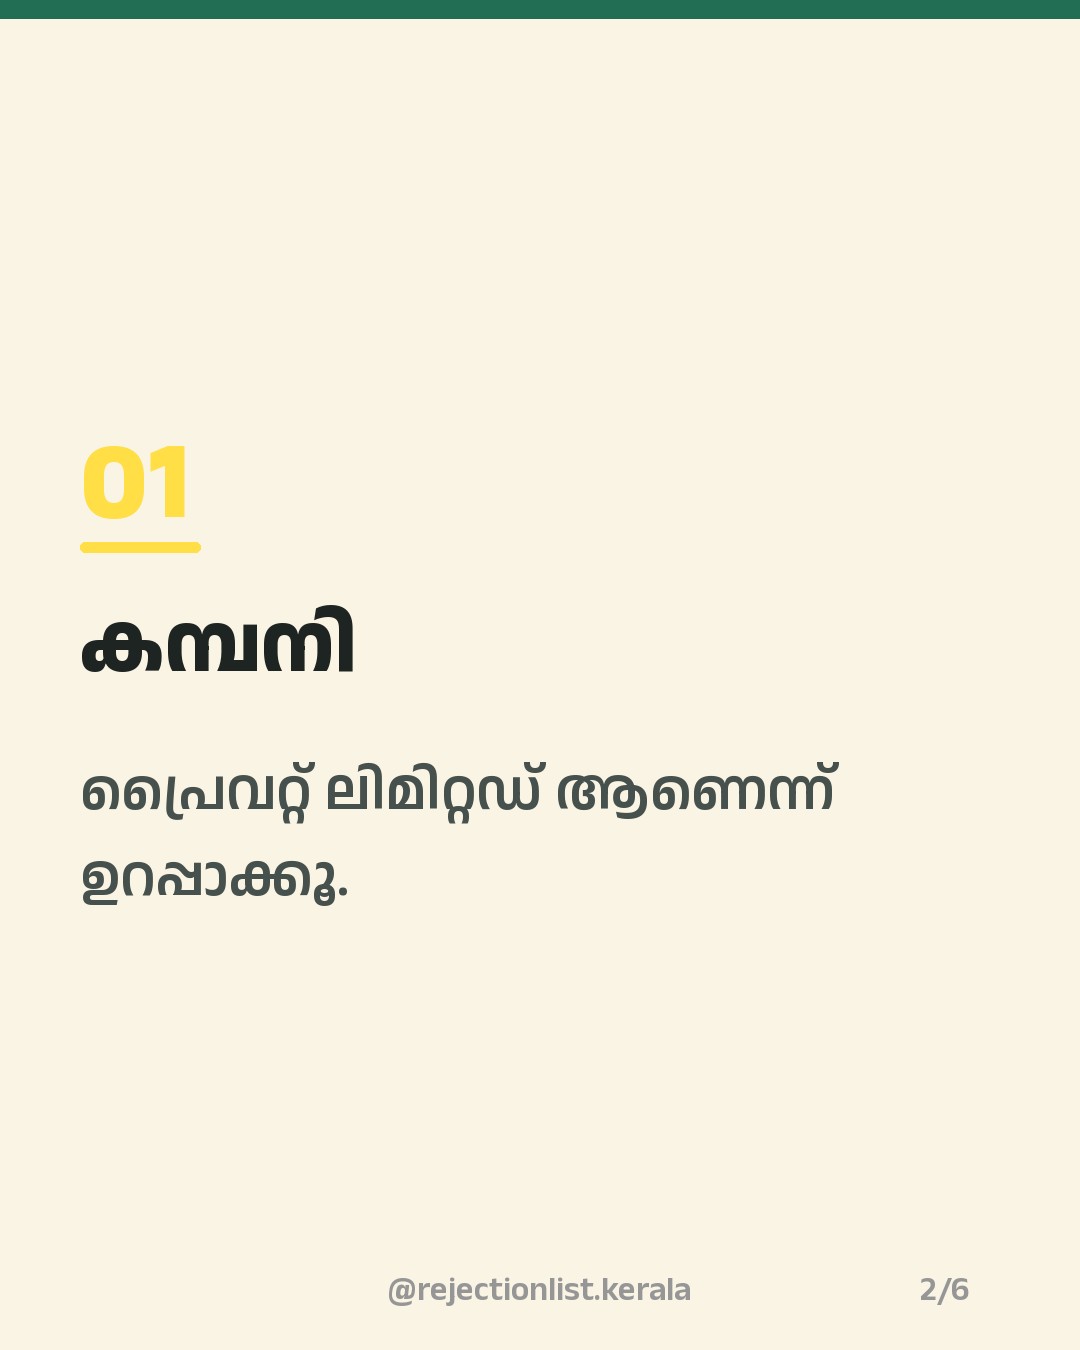 01
കമ്പനി
പ്രൈവറ്റ് ലിമിറ്റഡ് ആണെന്ന്
ഉറപ്പാക്കൂ.
@rejectionlist.kerala
2/6